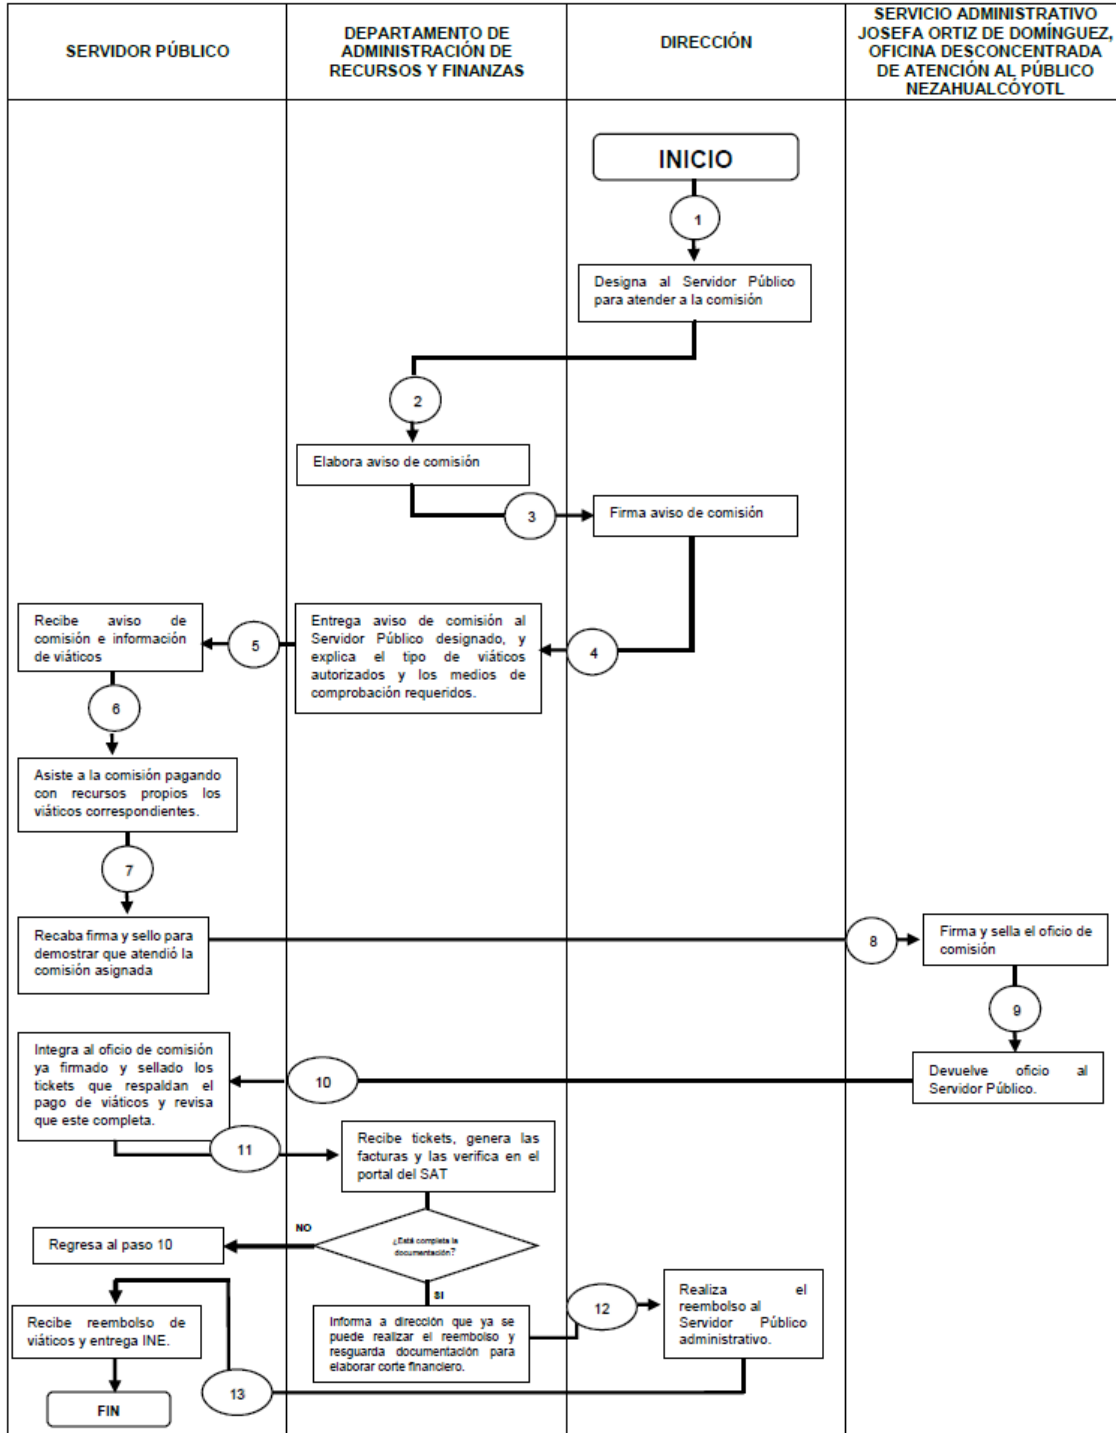 SERVIDOR PÚBLICO
DEPARTAMENTO DE
ADMINISTRACIÓN DE
RECURSOS Y FINANZAS
DIRECCIÓN
SERVICIO ADMINISTRATIVO
JOSEFA ORTIZ DE DOMÍNGUEZ,
OFICINA DESCONCENTRADA
DE ATENCIÓN AL PÚBLICO
NEZAHUALCÓYOTL
INICIO
1
Designa al Servidor Público
para atender a la comisión
2
Elabora aviso de comisión
3
Firma aviso de comisión
4
Entrega aviso de comisión al
Servidor Público designado, y
explica el tipo de viáticos
autorizados y los medios de
comprobación requeridos.
5
Recibe aviso de
comisión e información
de viáticos
6
Asiste a la comisión pagando
con recursos propios los
viáticos correspondientes.
7
Recaba firma y sello para
demostrar que atendió la
comisión asignada
8
Firma y sella el oficio de
comisión
9
Devuelve oficio al
Servidor Público.
10
Integra al oficio de comisión
ya firmado y sellado los
tickets que respaldan el
pago de viáticos y revisa
que este completa.
11
Recibe tickets, genera las
facturas y las verifica en el
portal del SAT
¿Está completa la
documentación?
NO
Regresa al paso 10
SI
Informa a dirección que ya se
puede realizar el reembolso y
resguarda documentación para
elaborar corte financiero.
12
Realiza el
reembolso al
Servidor Público
administrativo.
13
Recibe reembolso de
viáticos y entrega INE.
FIN